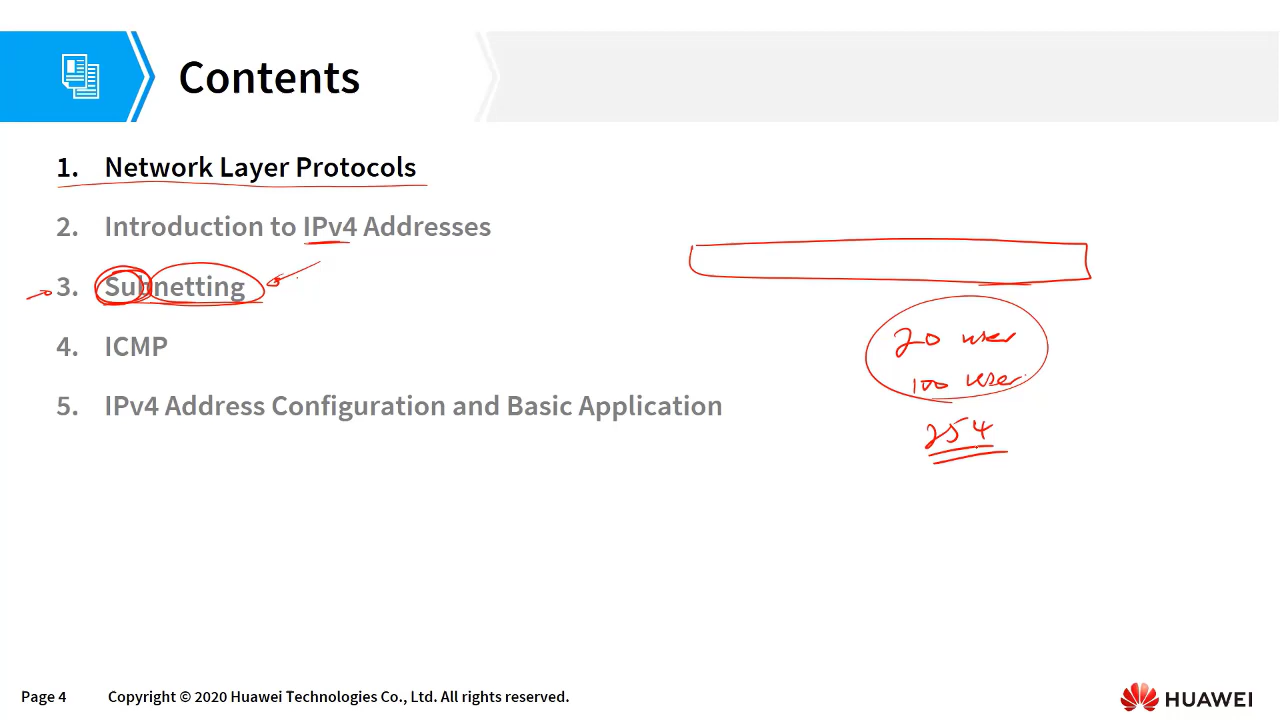 Contents
1. Network Layer Protocols
2. Introduction to IPv4 Addresses
3. Subnetting
4. ICMP
5. IPv4 Address Configuration and Basic Application
20 user
100 user
254
Page 4 Copyright © 2020 Huawei Technologies Co., Ltd. All rights reserved.
HUAWEI